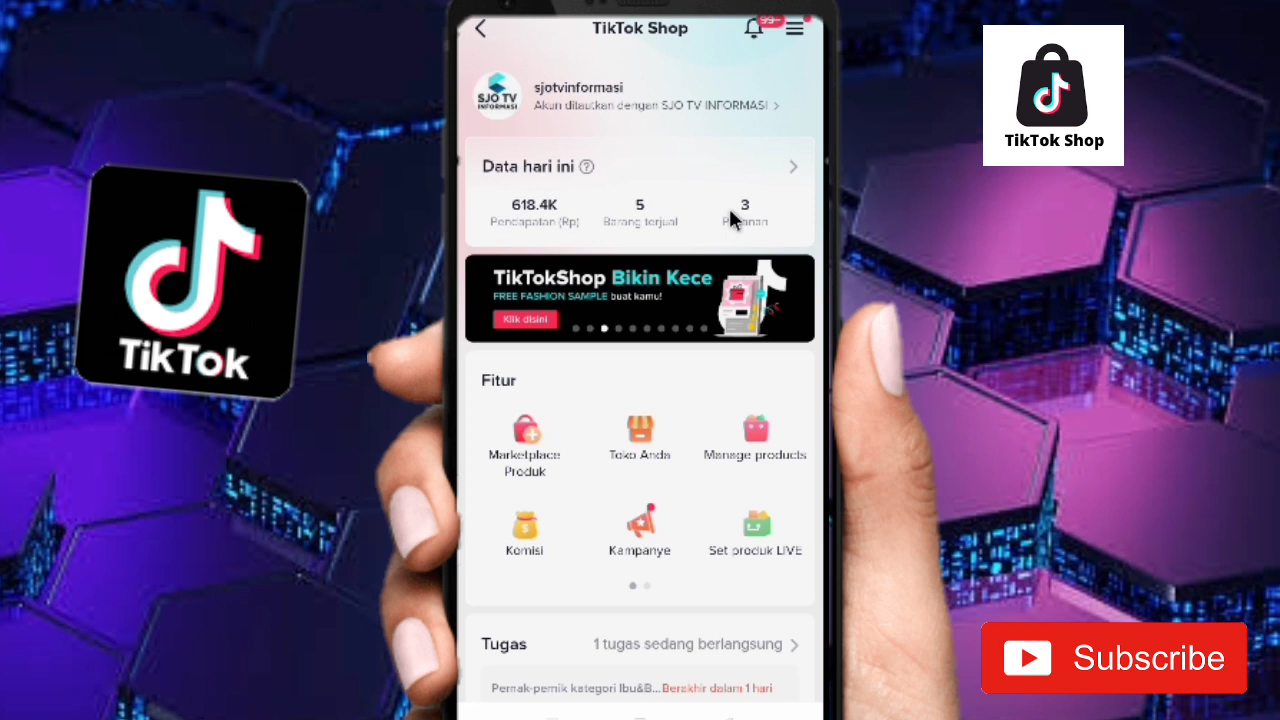 TikTok Shop
99+
SJO TV
INFORMASI
sjotvinformasi
Akun ditautkan dengan SJO TV INFORMASI >
Data hari ini ?
618.4K
5
3
Pendapatan (Rp)
Barang terjual
TikTokShop Bikin Kece
FREE FASHION SAMPLE buat kamu!
Klik disini
Fitur
Marketplace
Produk
Toko Anda
Manage products
Komisi
Kampanye
Set produk LIVE
Tugas
1 tugas sedang berlangsung >
Pernak-pernik kategori Ibu&B... Berakhir dalam 1 hari
TikTok
TikTok Shop
Subscribe